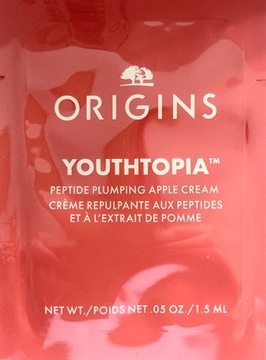 ORIGINS
YOUTHTOPIA™
PEPTIDE PLUMPING APPLE CREAM
CRÈME REPULPANTE AUX PEPTIDES
ET À L'EXTRAIT DE POMME
NET WT./POIDS NET .05 OZ./1.5 ML